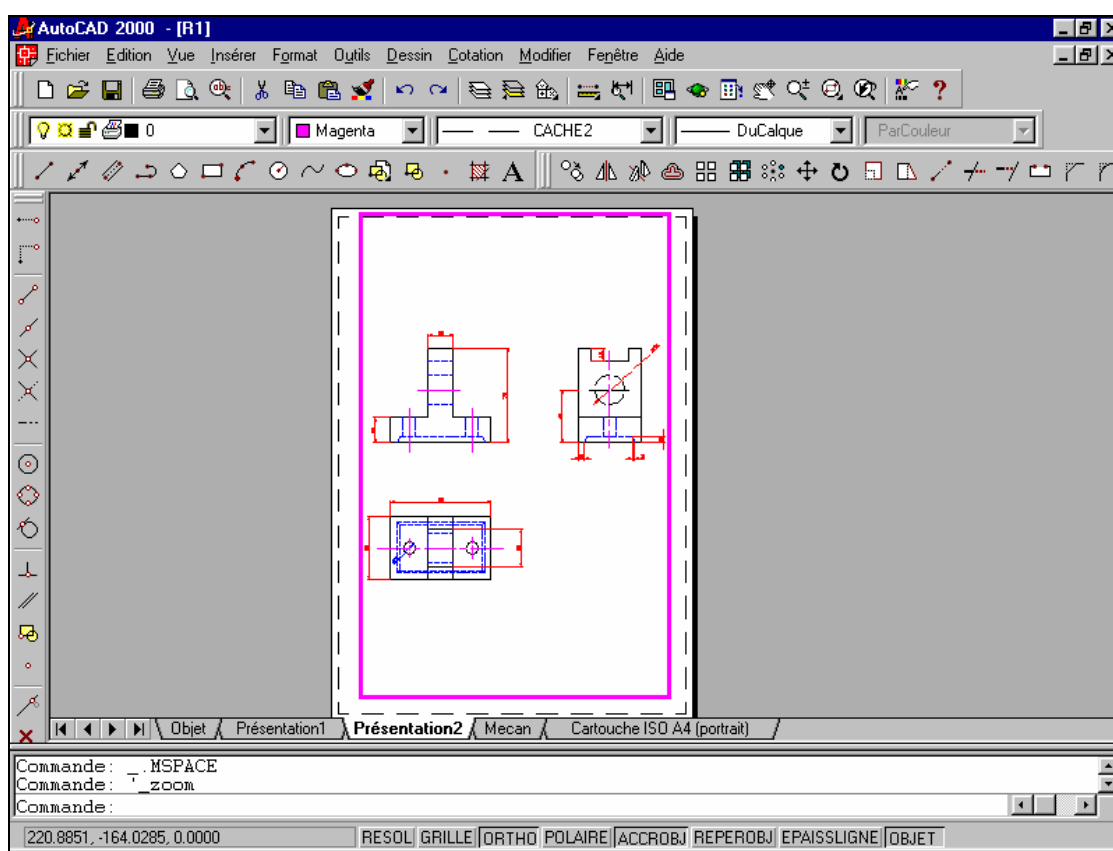 AutoCAD 2000 - [R1]
Fichier Edition Vue Insérer Format Outils Dessin Cotation Modifier Fenêtre Aide
0 Magenta CACHE2 DuCalque ParCouleur
A
Objet Présentation1 Présentation2 Mecan Cartouche ISO A4 (portrait)
Commande: _.MSPACE
Commande: '_zoom
Commande:
220.8851, -164.0285, 0.0000 RESOL GRILLE ORTHO POLAIRE ACCROBJ REPEROBJ EPAISSLIGNE OBJET